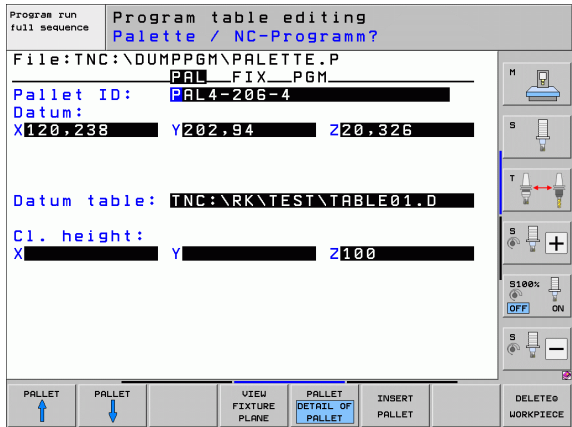 Program run
full sequence
Program table editing
Palette / NC-Programm?
File:TNC:\DUMPPGM\PALETTE.P
PAL FIX PGM
Pallet ID: PAL4-206-4
Datum:
X120,238 Y202,94 Z20,326
Datum table: TNC:\RK\TEST\TABLE01.D
Cl. height:
X Y Z100
M
S
T
S
S100%
OFF ON
S
PALLET
PALLET
VIEW
FIXTURE
PLANE
PALLET
DETAIL OF
PALLET
INSERT
PALLET
DELETE
WORKPIECE